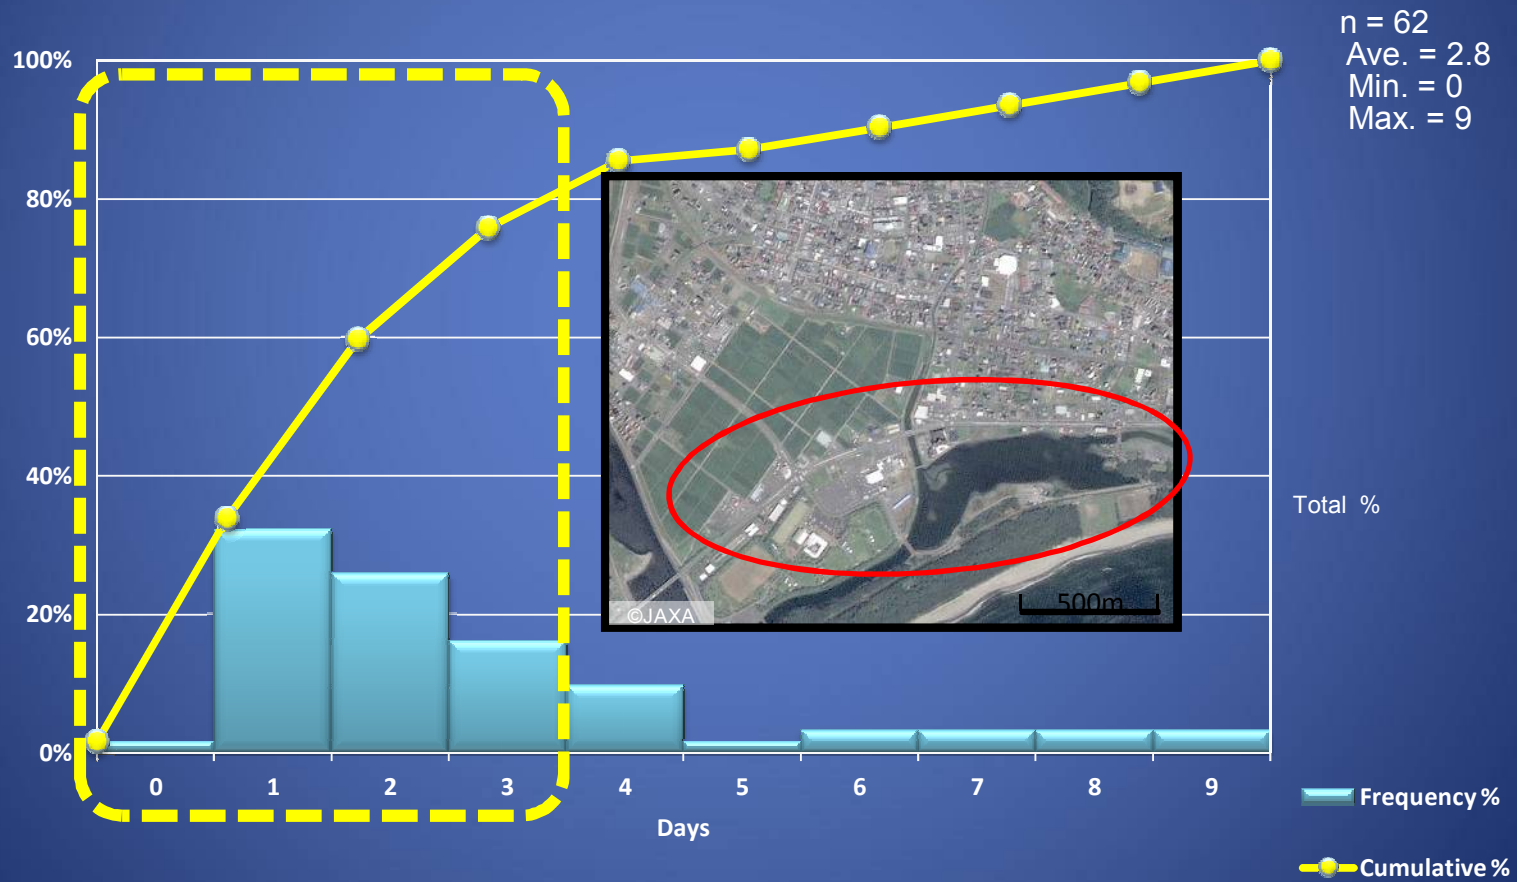 n = 62
Ave. = 2.8
Min. = 0
Max. = 9
100%
80%
60%
40%
20%
0%
0 1 2 3 4 5 6 7 8 9
Days
©JAXA
500m
Total %
Frequency %
Cumulative %